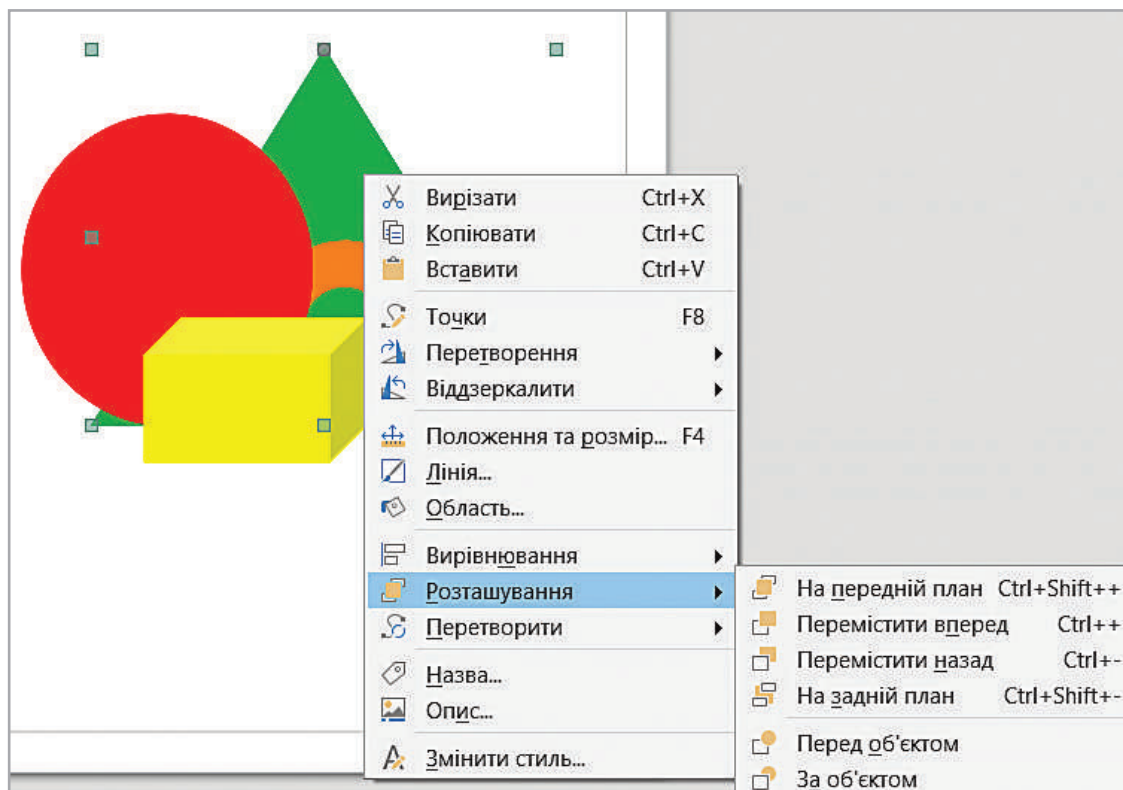 Вирізати Ctrl+X
Копіювати Ctrl+C
Вставити Ctrl+V
Точки F8
Перетворення
Віддзеркалити
Положення та розмір... F4
Лінія...
Область...
Вирівнювання
Розташування
Перетворити
Назва...
Опис...
Змінити стиль...
На передній план Ctrl+Shift++
Перемістити вперед Ctrl++
Перемістити назад Ctrl+-
На задній план Ctrl+Shift+-
Перед об'єктом
За об'єктом